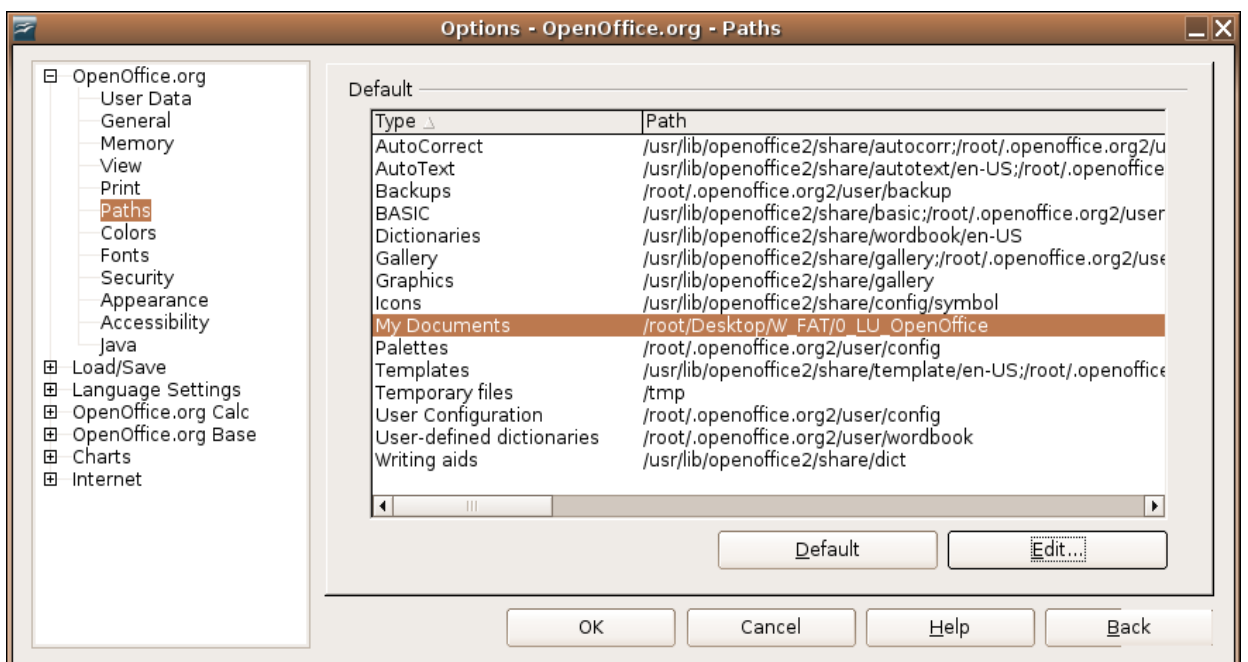 Options - OpenOffice.org - Paths
OpenOffice.org
User Data
General
Memory
View
Print
Paths
Colors
Fonts
Security
Appearance
Accessibility
Java
Load/Save
Language Settings
OpenOffice.org Calc
OpenOffice.org Base
Charts
Internet
Default
Type Path
AutoCorrect /usr/lib/openoffice2/share/autocorr;/root/.openoffice.org2/u
AutoText /usr/lib/openoffice2/share/autotext/en-US;/root/.openoffice
Backups /root/.openoffice.org2/user/backup
BASIC /usr/lib/openoffice2/share/basic;/root/.openoffice.org2/user
Dictionaries /usr/lib/openoffice2/share/wordbook/en-US
Gallery /usr/lib/openoffice2/share/gallery;/root/.openoffice.org2/use
Graphics /usr/lib/openoffice2/share/gallery
Icons /usr/lib/openoffice2/share/config/symbol
My Documents /root/Desktop/W_FAT/0_LU_OpenOffice
Palettes /root/.openoffice.org2/user/config
Templates /usr/lib/openoffice2/share/template/en-US;/root/.openoffice
Temporary files /tmp
User Configuration /root/.openoffice.org2/user/config
User-defined dictionaries /root/.openoffice.org2/user/wordbook
Writing aids /usr/lib/openoffice2/share/dict
Default Edit...
OK Cancel Help Back